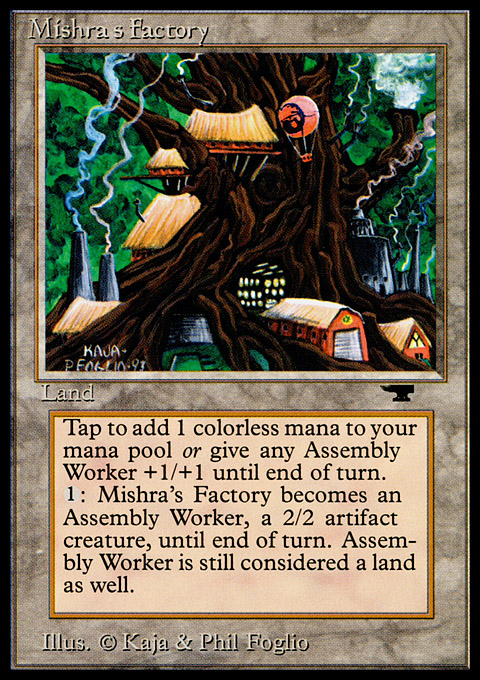 Mishra's Factory
KAJA·
PFOGLIO·93
Land
Tap to add 1 colorless mana to your
mana pool or give any Assembly
Worker +1/+1 until end of turn.
1: Mishra's Factory becomes an
Assembly Worker, a 2/2 artifact
creature, until end of turn. Assem-
bly Worker is still considered a land
as well.
Illus. © Kaja & Phil Foglio